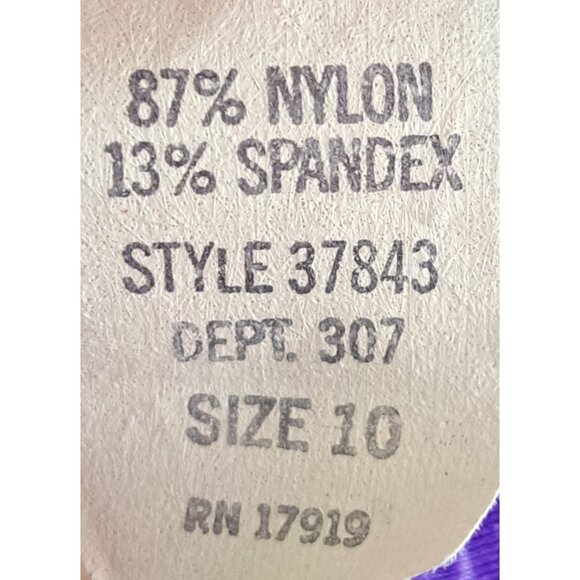 87% NYLON
13% SPANDEX
STYLE 37843
DEPT. 307
SIZE 10
RN 17919